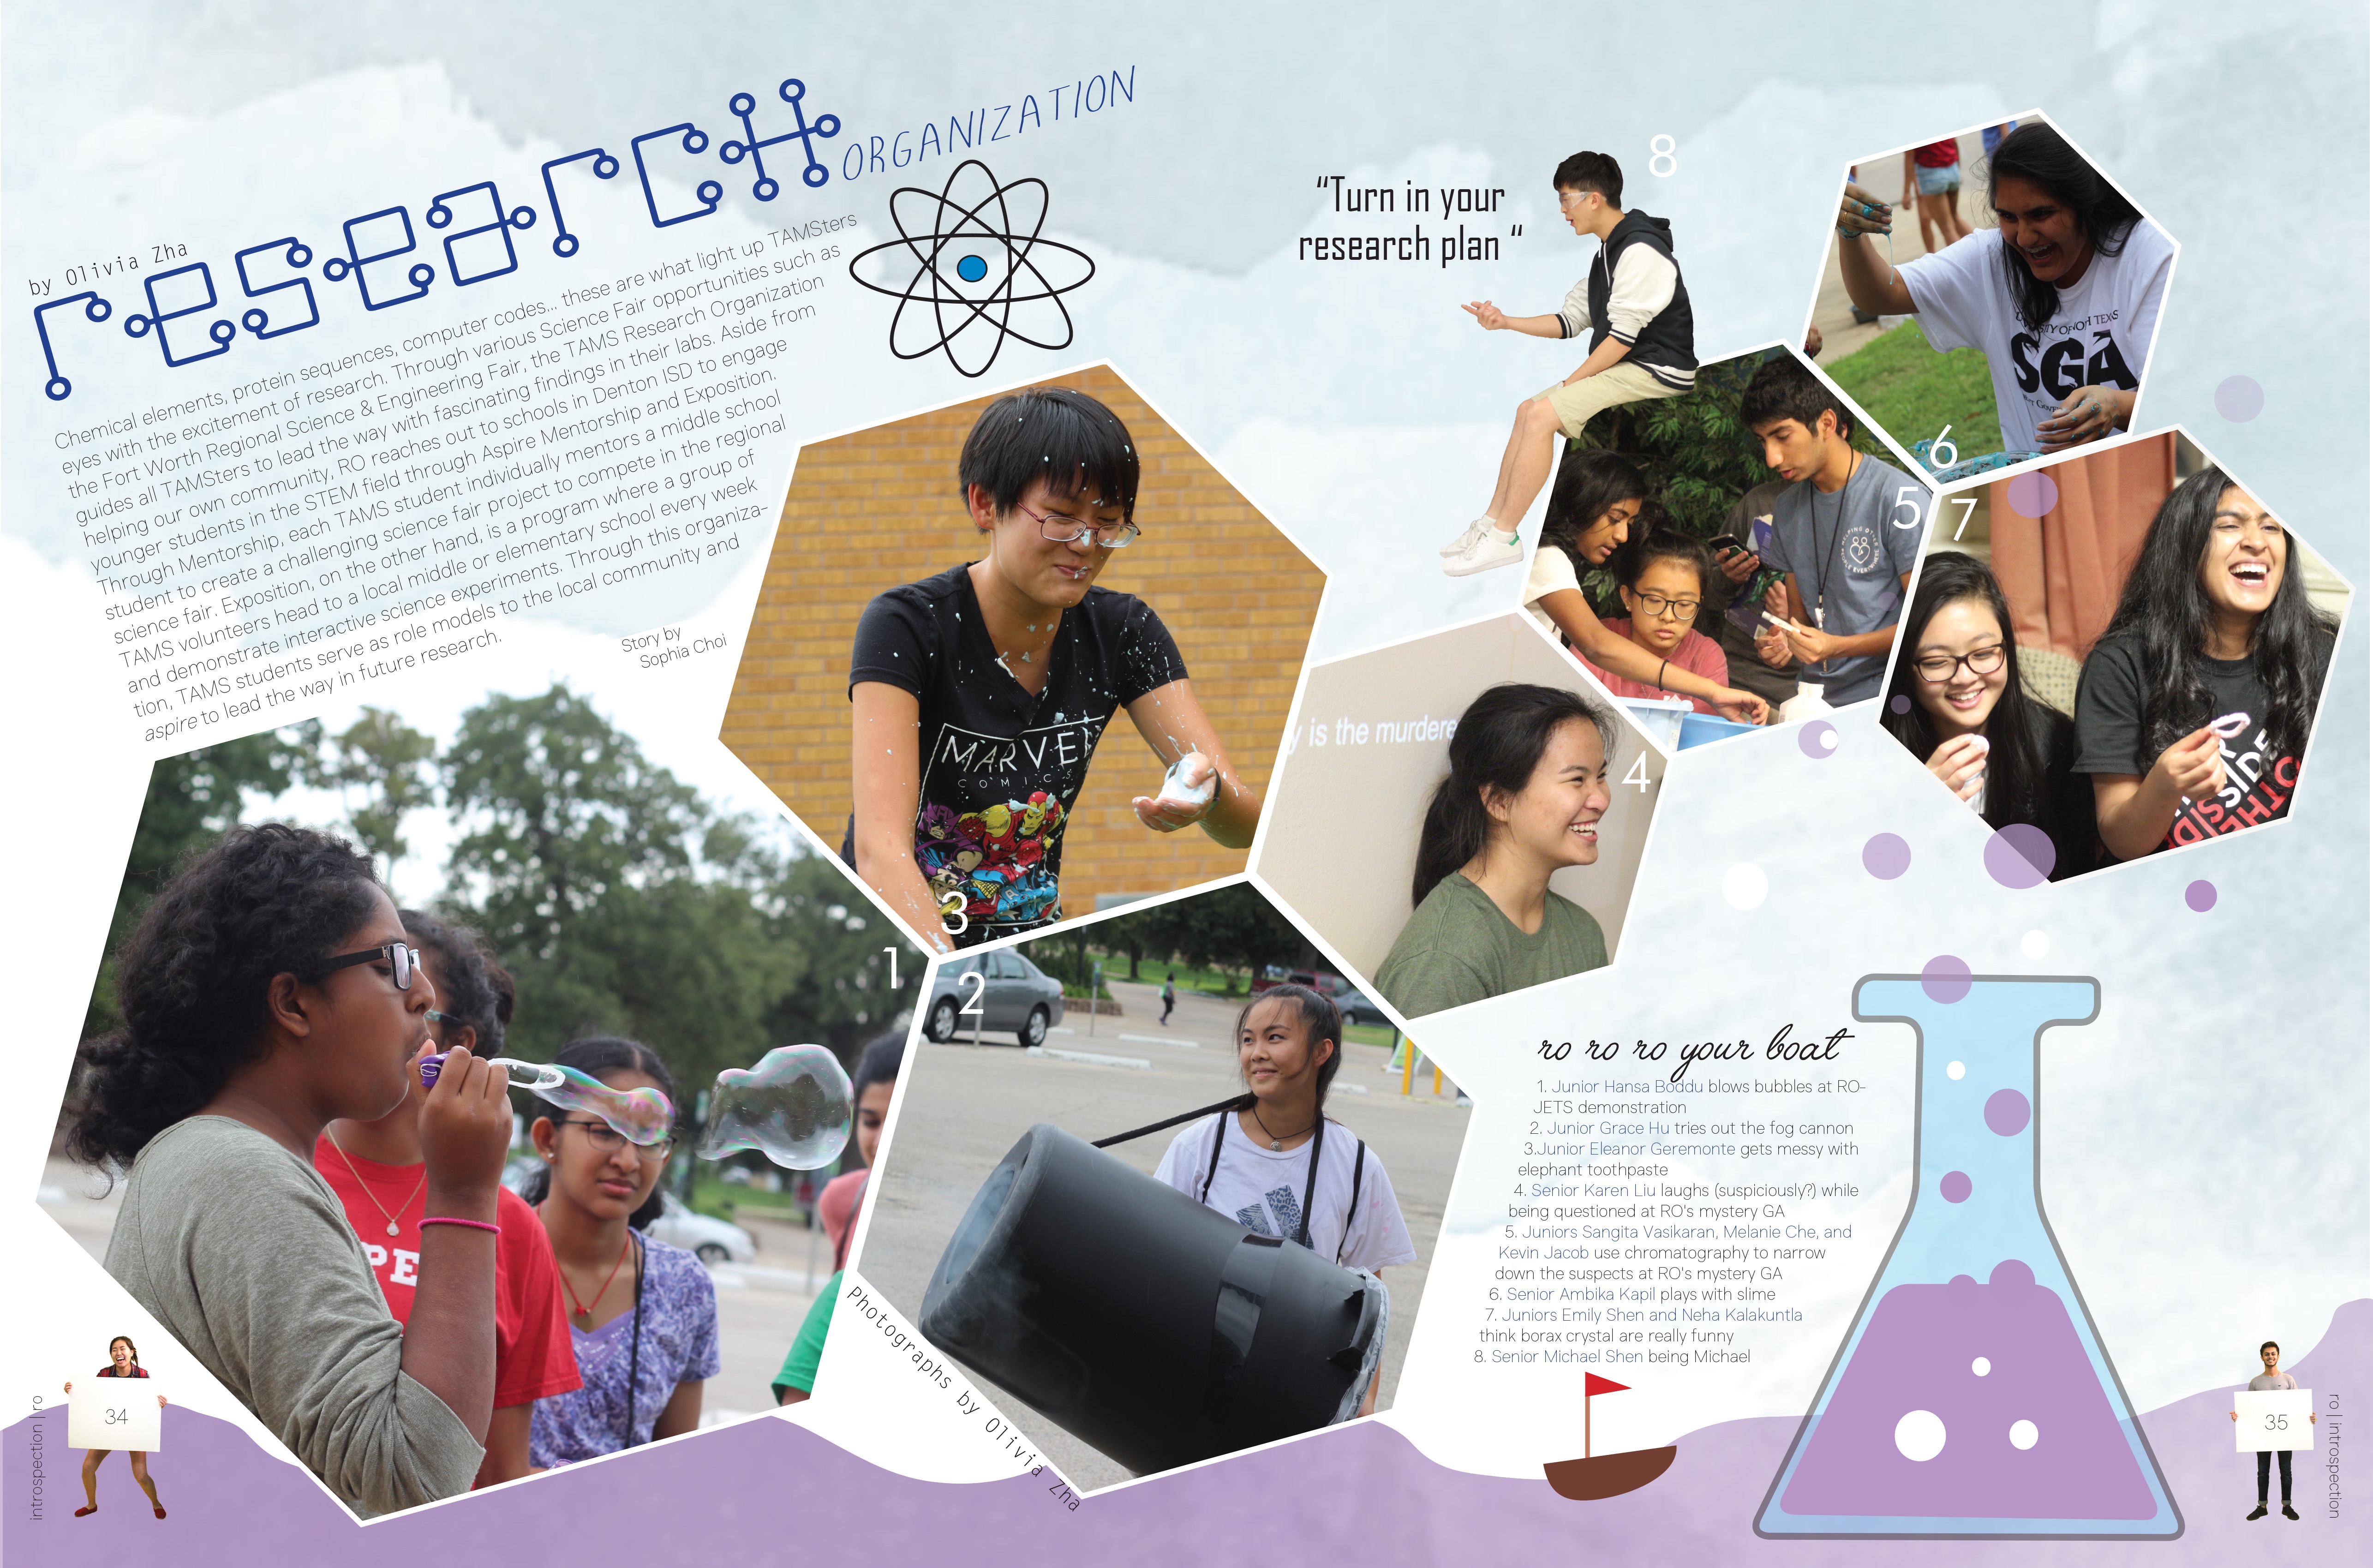 research
ORGANIZATION
by Olivia Zha
Chemical elements, protein sequences, computer codes... these are what light up TAMSters
eyes with the excitement of research. Through various Science Fair opportunities such as
the Fort Worth Regional Science & Engineering Fair, the TAMS Research Organization
guides all TAMSters to lead the way with fascinating findings in their labs. Aside from
helping our own community, RO reaches out to schools in Denton ISD to engage
younger students in the STEM field through Aspire Mentorship and Exposition.
Through Mentorship, each TAMS student individually mentors a middle school
student to create a challenging science fair project to compete in the regional
science fair. Exposition, on the other hand, is a program where a group of
TAMS volunteers head to a local middle or elementary school every week
and demonstrate interactive science experiments. Through this organiza-
tion, TAMS students serve as role models to the local community and
aspire to lead the way in future research.
Story by
Sophia Choi
"Turn in your
research plan "
8
6
5
7
4
3
1
2
SGA
MARVEL
COMICS
y is the murdere
PE
Photographs by Olivia Zha
ro ro ro your boat
1. Junior Hansa Boddu blows bubbles at RO-
JETS demonstration
2. Junior Grace Hu tries out the fog cannon
3.Junior Eleanor Geremonte gets messy with
elephant toothpaste
4. Senior Karen Liu laughs (suspiciously?) while
being questioned at RO's mystery GA
5. Juniors Sangita Vasikaran, Melanie Che, and
Kevin Jacob use chromatography to narrow
down the suspects at RO's mystery GA
6. Senior Ambika Kapil plays with slime
7. Juniors Emily Shen and Neha Kalakuntla
think borax crystal are really funny
8. Senior Michael Shen being Michael
34
introspection | ro
35
ro | introspection